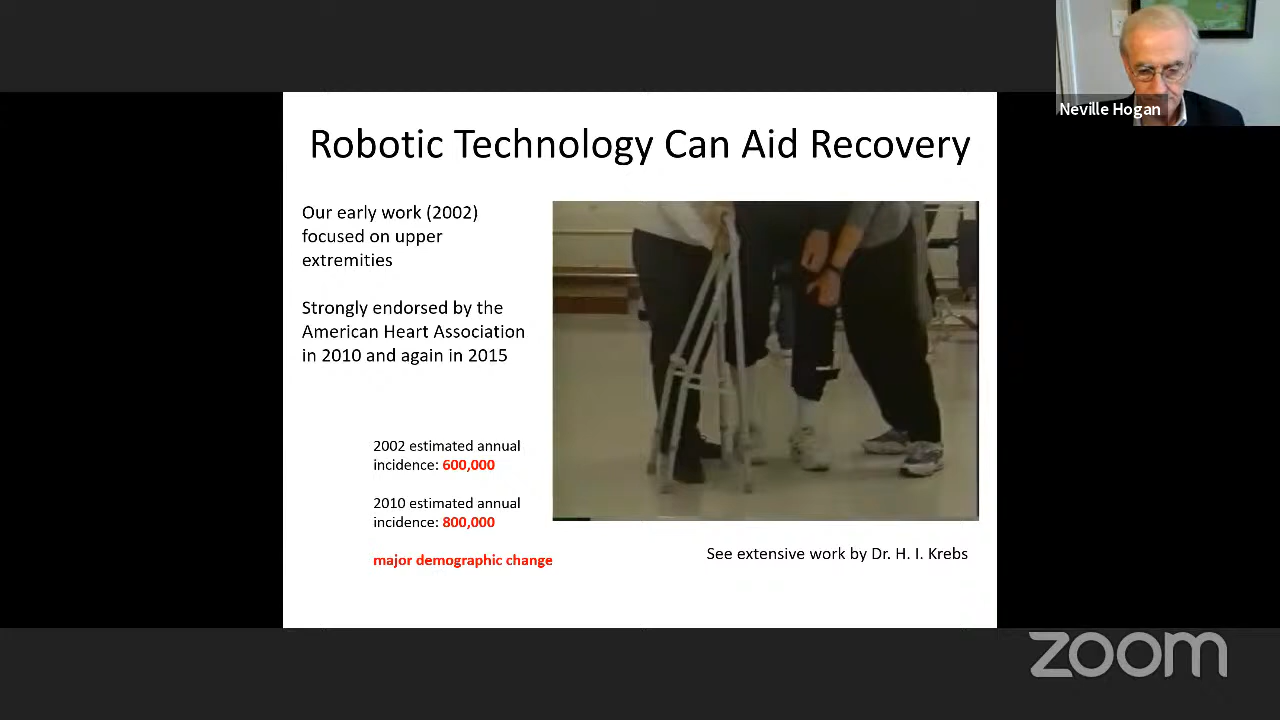 Neville Hogan
Robotic Technology Can Aid Recovery
Our early work (2002)
focused on upper
extremities
Strongly endorsed by the
American Heart Association
in 2010 and again in 2015
2002 estimated annual
incidence: 600,000
2010 estimated annual
incidence: 800,000
major demographic change
See extensive work by Dr. H. I. Krebs
zoom